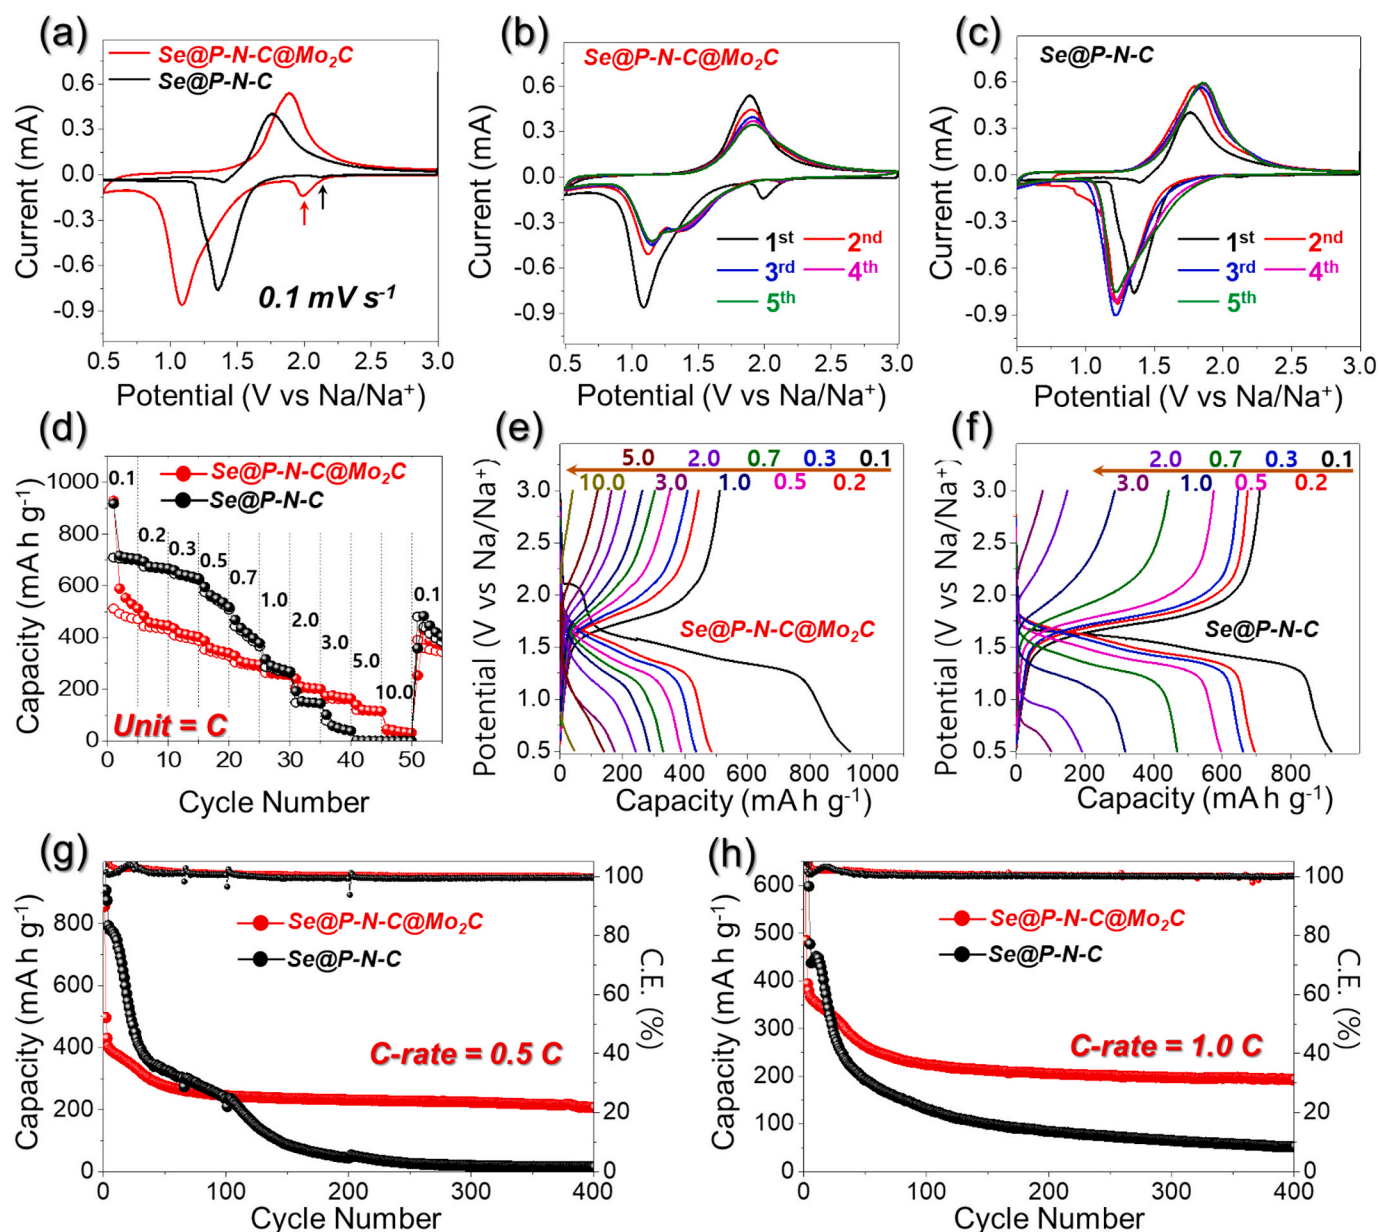 (a)
Se@P-N-C@Mo₂C
Se@P-N-C
0.6
0.3
0.0
-0.3
-0.6
-0.9
Current (mA)
0.1 mV s⁻¹
0.5 1.0 1.5 2.0 2.5 3.0
Potential (V vs Na/Na⁺)
(b)
Se@P-N-C@Mo₂C
0.6
0.3
0.0
-0.3
-0.6
-0.9
Current (mA)
1st 2nd
3rd 4th
5th
0.5 1.0 1.5 2.0 2.5 3.0
Potential (V vs Na/Na⁺)
(c)
Se@P-N-C
0.6
0.3
0.0
-0.3
-0.6
-0.9
Current (mA)
1st 2nd
3rd 4th
5th
0.5 1.0 1.5 2.0 2.5 3.0
Potential (V vs Na/Na⁺)
(d)
1000
800
600
400
200
0
Capacity (mAh g⁻¹)
Se@P-N-C@Mo₂C
Se@P-N-C
0.1
0.2
0.3
0.5
0.7
1.0
2.0
3.0
5.0
10.0
0.1
Unit = C
0 10 20 30 40 50
Cycle Number
(e)
5.0 2.0 0.7 0.3 0.1
10.0 3.0 1.0 0.5 0.2
3.0
2.5
2.0
1.5
1.0
0.5
Potential (V vs Na/Na⁺)
Se@P-N-C@Mo₂C
0 200 400 600 800 1000
Capacity (mA h g⁻¹)
(f)
2.0 0.7 0.3 0.1
3.0 1.0 0.5 0.2
3.0
2.5
2.0
1.5
1.0
0.5
Potential (V vs Na/Na⁺)
Se@P-N-C
0 200 400 600 800
Capacity (mA h g⁻¹)
(g)
800
600
400
200
0
Capacity (mAh g⁻¹)
Se@P-N-C@Mo₂C
Se@P-N-C
C-rate = 0.5 C
100
80
60
40
20
0
C.E. (%)
0 100 200 300 400
Cycle Number
(h)
600
500
450
400
350
300
250
200
150
100
50
0
Capacity (mAh g⁻¹)
Se@P-N-C@Mo₂C
Se@P-N-C
C-rate = 1.0 C
100
80
60
40
20
0
C.E. (%)
0 100 200 300 400
Cycle Number